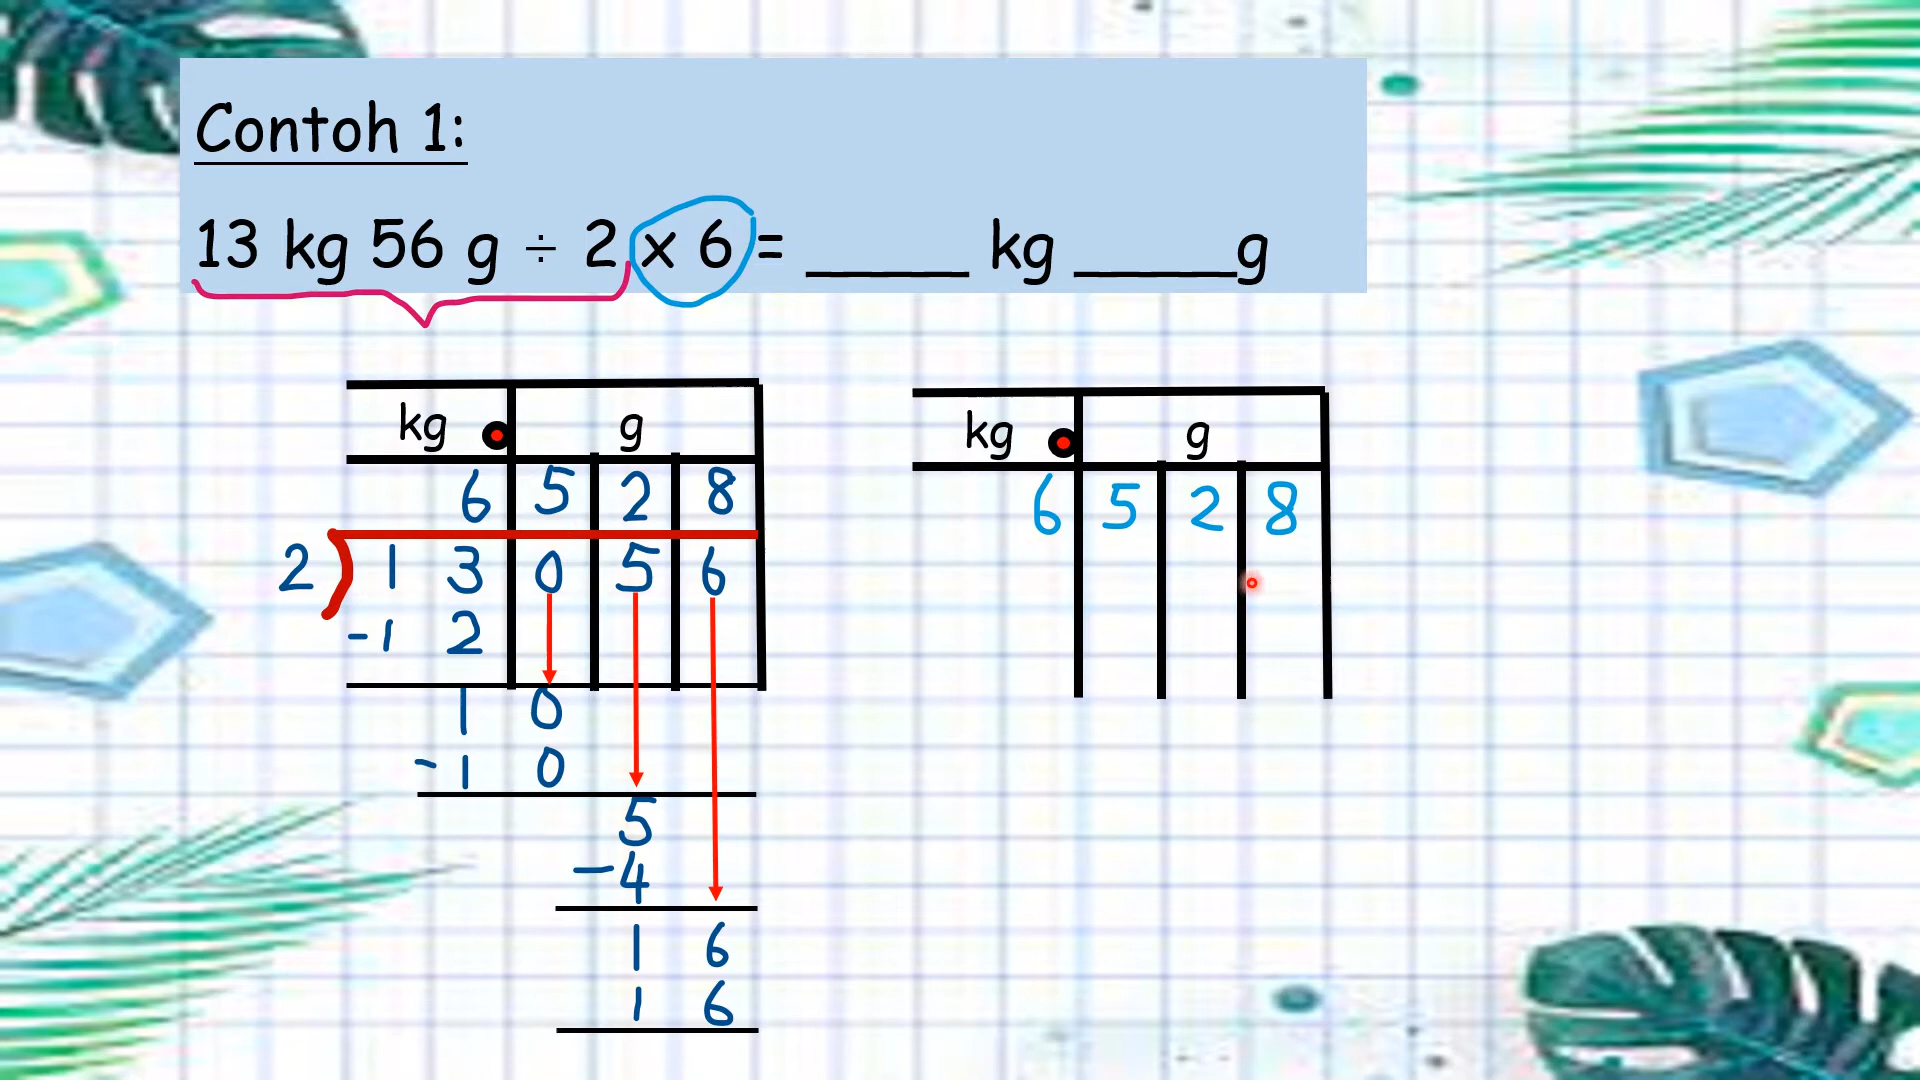 Contoh 1:
13 kg 56 g ÷ 2 x 6 = _____ kg _____g
kg . g
6 5 2 8
2 ) 1 3 0 5 6
-1 2
1 0
-1 0
5
-4
1 6
1 6
kg . g
6 5 2 8